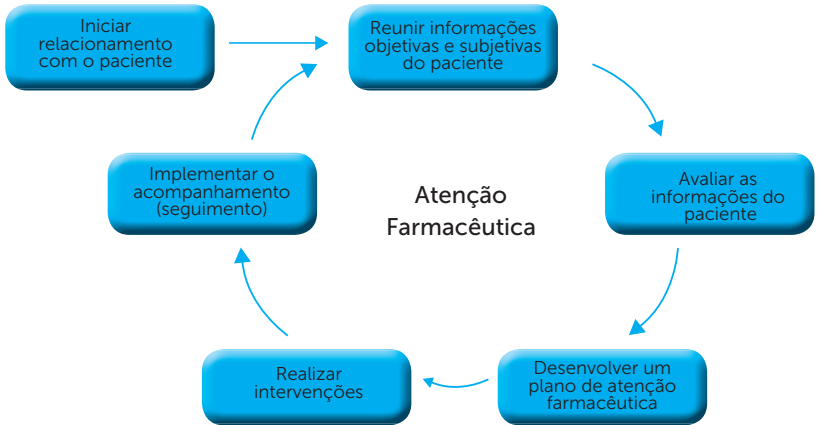 Iniciar
relacionamento
com o paciente
Reunir informações
objetivas e subjetivas
do paciente
Avaliar as
informações do
paciente
Desenvolver um
plano de atenção
farmacêutica
Realizar
intervenções
Implementar o
acompanhamento
(seguimento)
Atenção
Farmacêutica